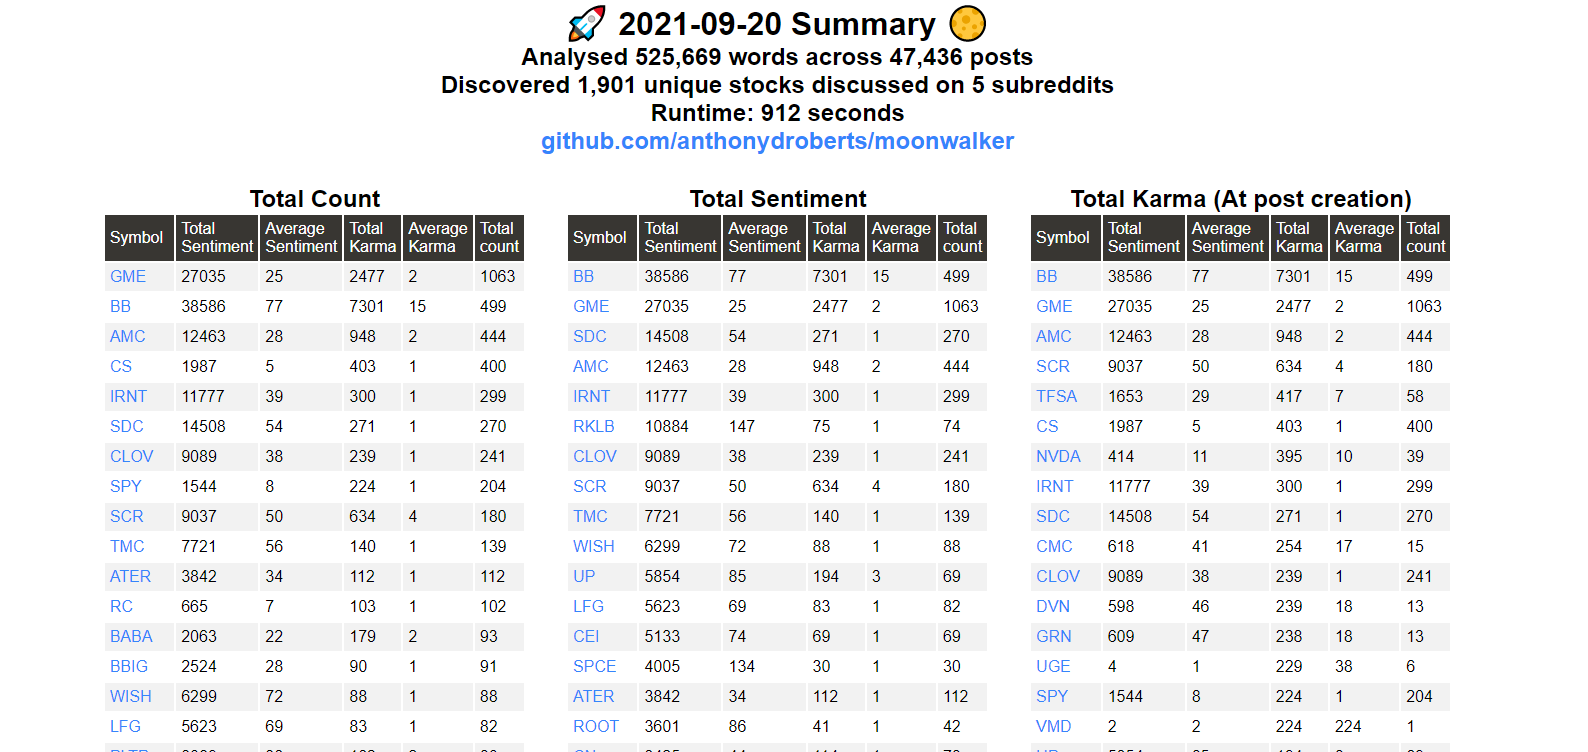 2021-09-20 Summary
Analysed 525,669 words across 47,436 posts
Discovered 1,901 unique stocks discussed on 5 subreddits
Runtime: 912 seconds
github.com/anthonydroberts/moonwalker
Total Count
Symbol Total Sentiment Average Sentiment Total Karma Average Karma Total count
GME 27035 25 2477 2 1063
BB 38586 77 7301 15 499
AMC 12463 28 948 2 444
CS 1987 5 403 1 400
IRNT 11777 39 300 1 299
SDC 14508 54 271 1 270
CLOV 9089 38 239 1 241
SPY 1544 8 224 1 204
SCR 9037 50 634 4 180
TMC 7721 56 140 1 139
ATER 3842 34 112 1 112
RC 665 7 103 1 102
BABA 2063 22 179 2 93
BBIG 2524 28 90 1 91
WISH 6299 72 88 1 88
LFG 5623 69 83 1 82
Total Sentiment
Symbol Total Sentiment Average Sentiment Total Karma Average Karma Total count
BB 38586 77 7301 15 499
GME 27035 25 2477 2 1063
SDC 14508 54 271 1 270
AMC 12463 28 948 2 444
IRNT 11777 39 300 1 299
RKLB 10884 147 75 1 74
CLOV 9089 38 239 1 241
SCR 9037 50 634 4 180
TMC 7721 56 140 1 139
WISH 6299 72 88 1 88
UP 5854 85 194 3 69
LFG 5623 69 83 1 82
CEI 5133 74 69 1 69
SPCE 4005 134 30 1 30
ATER 3842 34 112 1 112
ROOT 3601 86 41 1 42
Total Karma (At post creation)
Symbol Total Sentiment Average Sentiment Total Karma Average Karma Total count
BB 38586 77 7301 15 499
GME 27035 25 2477 2 1063
AMC 12463 28 948 2 444
SCR 9037 50 634 4 180
TFSA 1653 29 417 7 58
CS 1987 5 403 1 400
NVDA 414 11 395 10 39
IRNT 11777 39 300 1 299
SDC 14508 54 271 1 270
CMC 618 41 254 17 15
CLOV 9089 38 239 1 241
DVN 598 46 239 18 13
GRN 609 47 238 18 13
UGE 4 1 229 38 6
SPY 1544 8 224 1 204
VMD 2 2 224 224 1